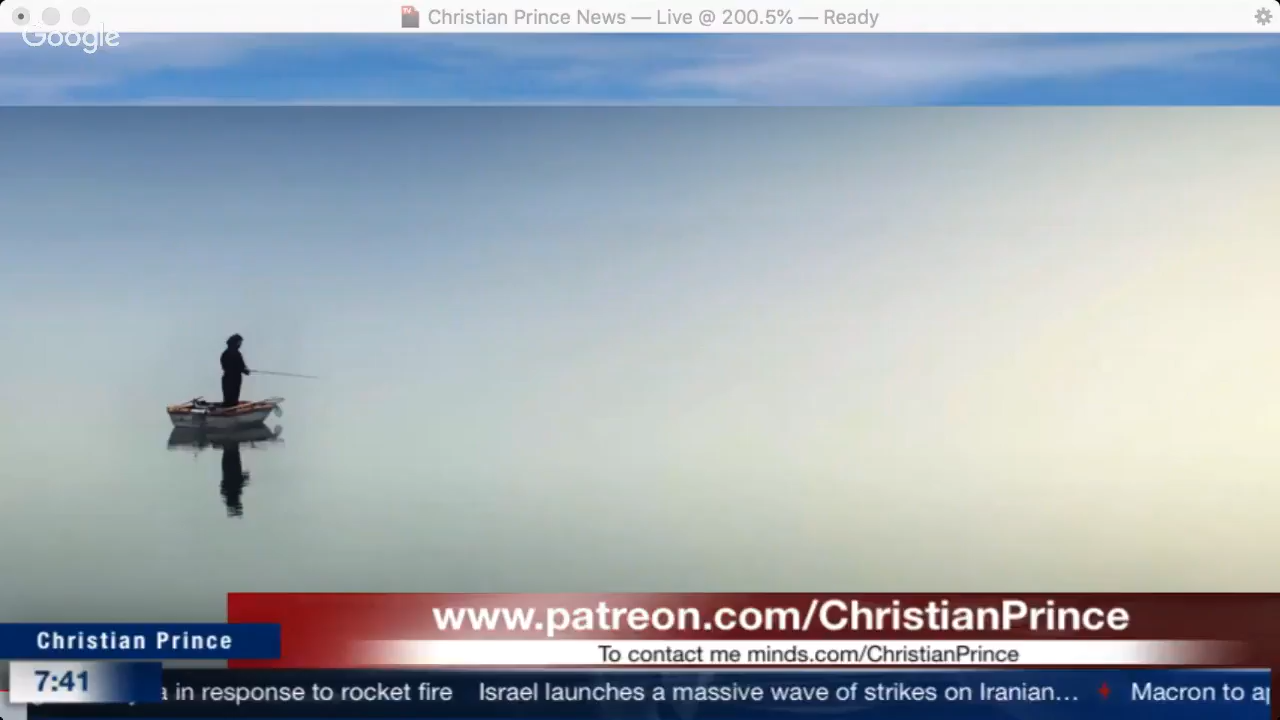 Christian Prince News — Live @ 200.5% — Ready
Google
www.patreon.com/ChristianPrince
Christian Prince
To contact me minds.com/ChristianPrince
7:41
a in response to rocket fire Israel launches a massive wave of strikes on Iranian... ♦ Macron to